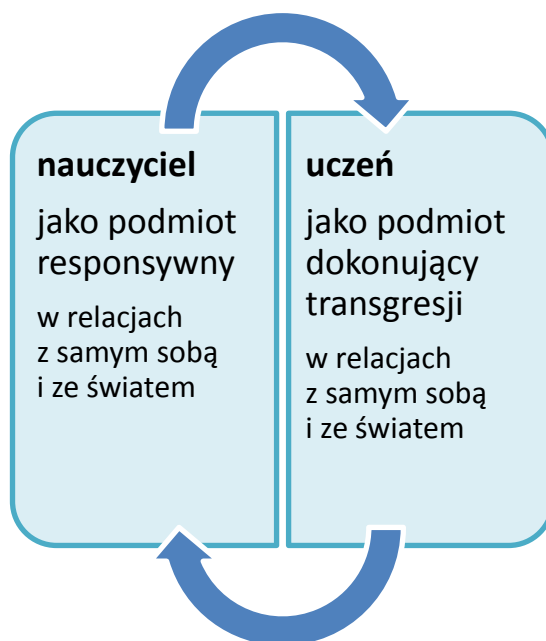 nauczyciel
jako podmiot
responsywny
w relacjach
z samym sobą
i ze światem
uczeń
jako podmiot
dokonujący
transgresji
w relacjach
z samym sobą
i ze światem